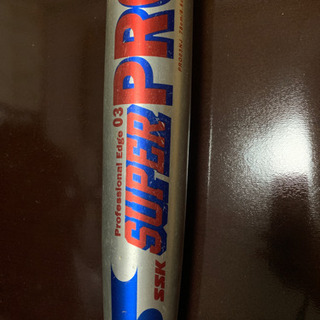 SUPER PRO
Professional Edge 03
SSK